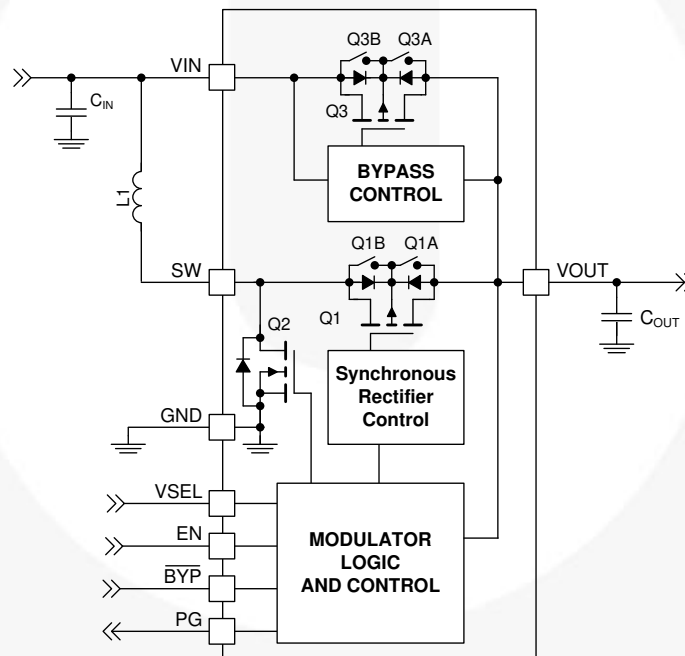 Q3B Q3A
VIN
C_IN
Q3
BYPASS
CONTROL
L1
Q1B Q1A
SW
VOUT
Q2
Q1
C_OUT
Synchronous
Rectifier
Control
GND
VSEL
EN
MODULATOR
LOGIC
AND CONTROL
BYP
PG